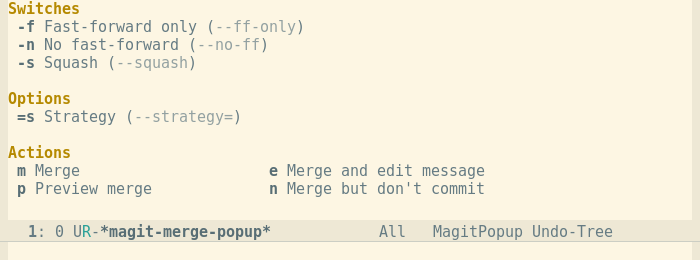 Switches
-f Fast-forward only (--ff-only)
-n No fast-forward (--no-ff)
-s Squash (--squash)
Options
=s Strategy (--strategy=)
Actions
m Merge e Merge and edit message
p Preview merge n Merge but don't commit
1: 0 UR-*magit-merge-popup* All MagitPopup Undo-Tree